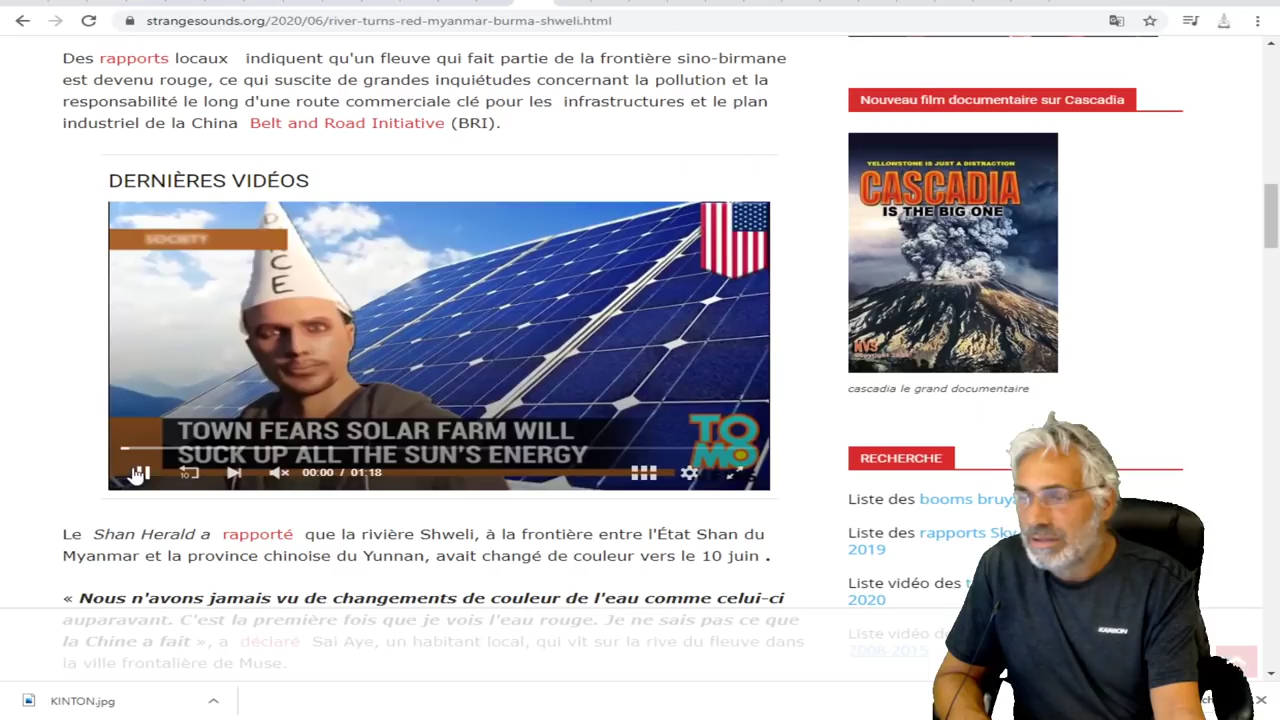 strangesounds.org/2020/06/river-turns-red-myanmar-burma-shweli.html
Des rapports locaux indiquent qu'un fleuve qui fait partie de la frontière sino-birmane
est devenu rouge, ce qui suscite de grandes inquiétudes concernant la pollution et la
responsabilité le long d'une route commerciale clé pour les infrastructures et le plan
industriel de la China Belt and Road Initiative (BRI).
DERNIÈRES VIDÉOS
SOCIETY
C
E
TOWN FEARS SOLAR FARM WILL
SUCK UP ALL THE SUN'S ENERGY
TO
MO
10
00:00 / 01:18
Le Shan Herald a rapporté que la rivière Shweli, à la frontière entre l'État Shan du
Myanmar et la province chinoise du Yunnan, avait changé de couleur vers le 10 juin .
« Nous n'avons jamais vu de changements de couleur de l'eau comme celui-ci
auparavant. C'est la première fois que je vois l'eau rouge. Je ne sais pas ce que
la Chine a fait », a déclaré Sai Aye, un habitant local, qui vit sur la rive du fleuve dans
la ville frontalière de Muse.
Nouveau film documentaire sur Cascadia
YELLOWSTONE IS JUST A DISTRACTION
CASCADIA
IS THE BIG ONE
NVS
cascadia le grand documentaire
RECHERCHE
Liste des booms
Liste des rapports
2019
Liste vidéo des
2020
Liste vidéo
2008-2015
KARBON
KINTON.jpg